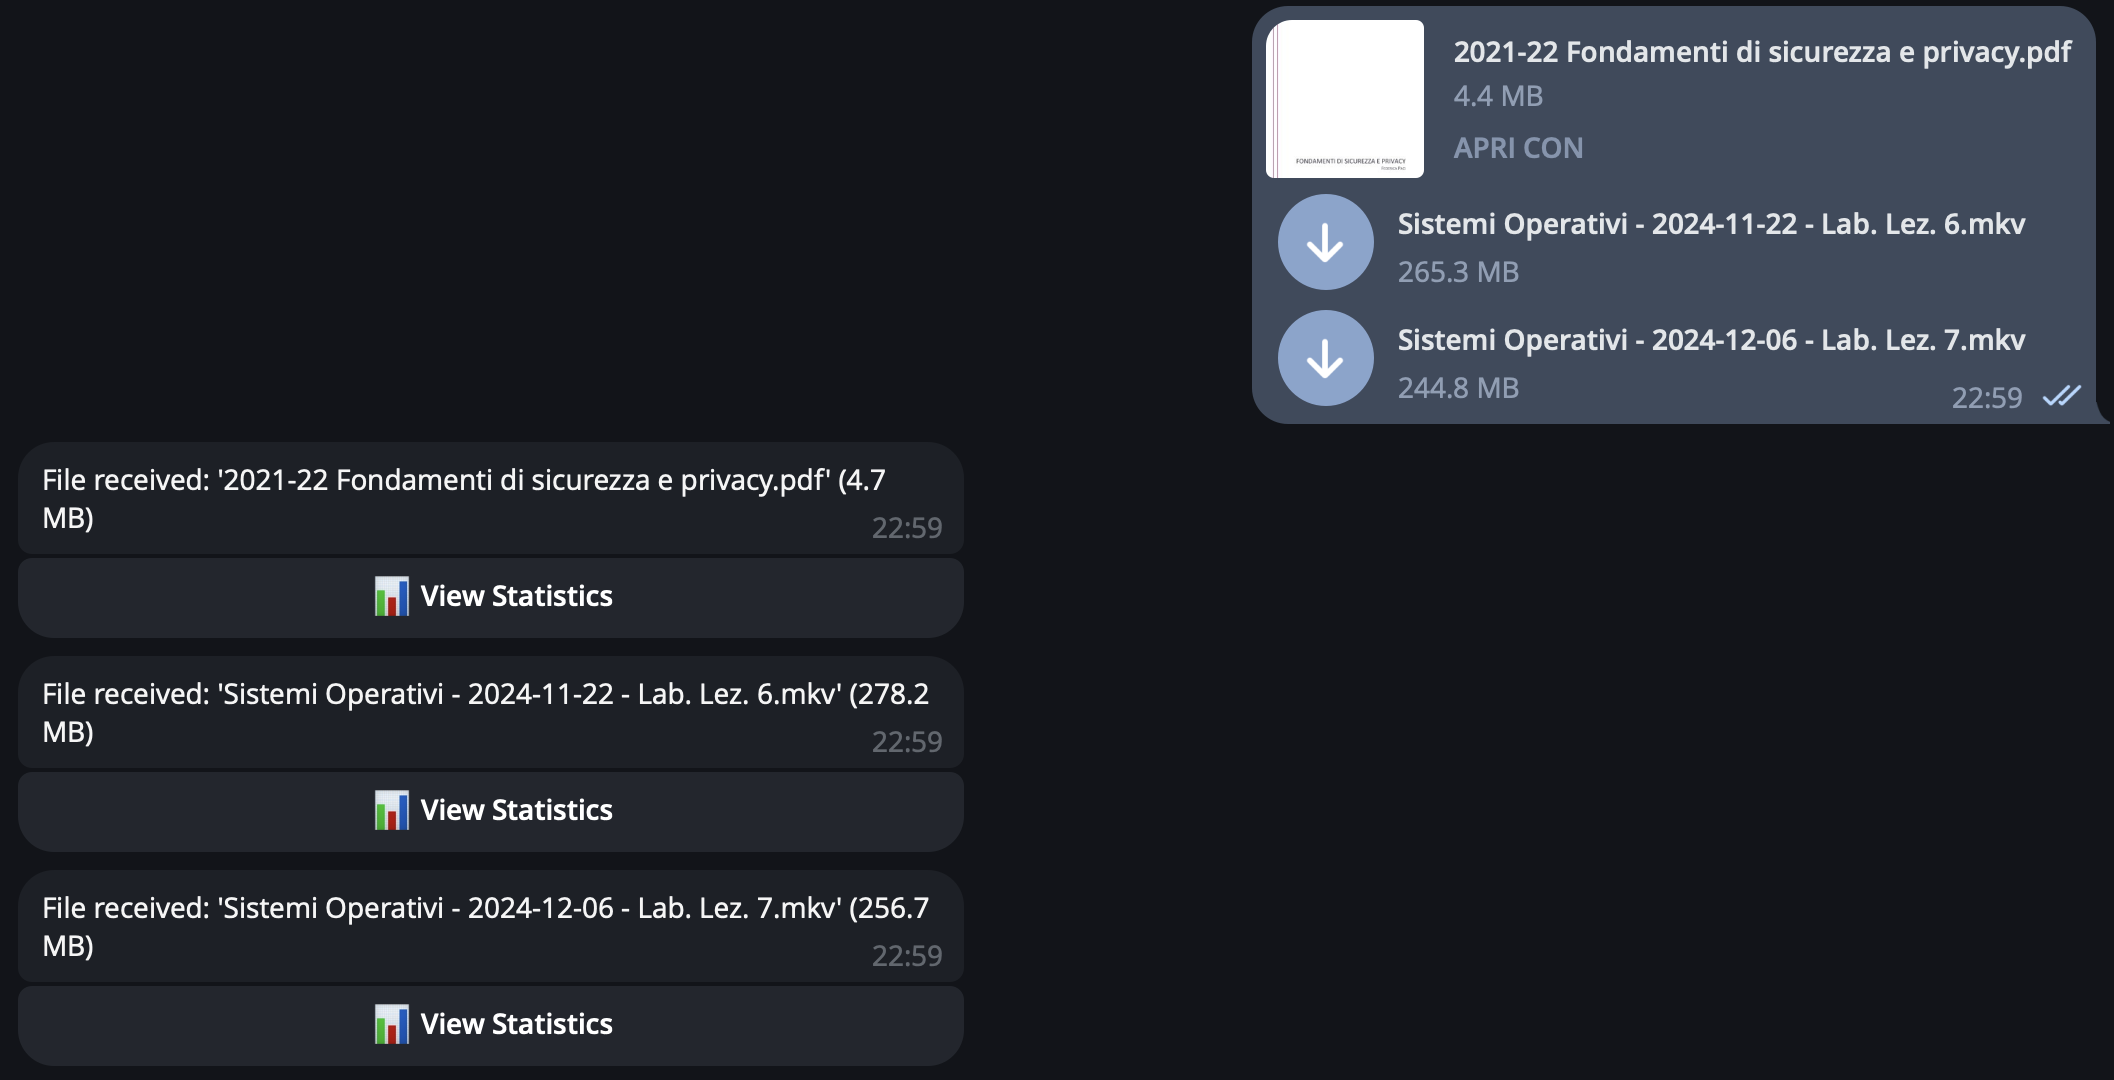 FONDAMENTI DI SICUREZZA E PRIVACY
2021-22 Fondamenti di sicurezza e privacy.pdf
4.4 MB
APRI CON
Sistemi Operativi - 2024-11-22 - Lab. Lez. 6.mkv
265.3 MB
Sistemi Operativi - 2024-12-06 - Lab. Lez. 7.mkv
244.8 MB
22:59
File received: '2021-22 Fondamenti di sicurezza e privacy.pdf' (4.7
MB)
22:59
View Statistics
File received: 'Sistemi Operativi - 2024-11-22 - Lab. Lez. 6.mkv' (278.2
MB)
22:59
View Statistics
File received: 'Sistemi Operativi - 2024-12-06 - Lab. Lez. 7.mkv' (256.7
MB)
22:59
View Statistics